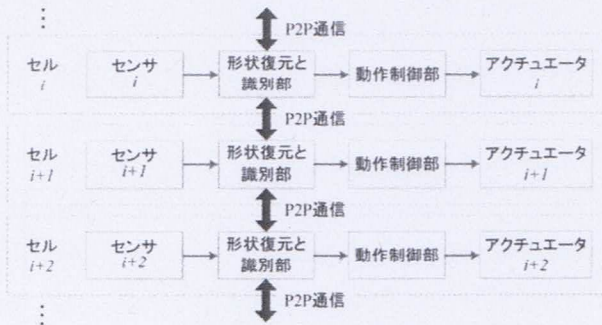 P2P通信
セル
i
センサ
i
形状復元と
識別部
動作制御部
アクチュエータ
i
P2P通信
セル
i+1
センサ
i+1
形状復元と
識別部
動作制御部
アクチュエータ
i+1
P2P通信
セル
i+2
センサ
i+2
形状復元と
識別部
動作制御部
アクチュエータ
i+2
P2P通信